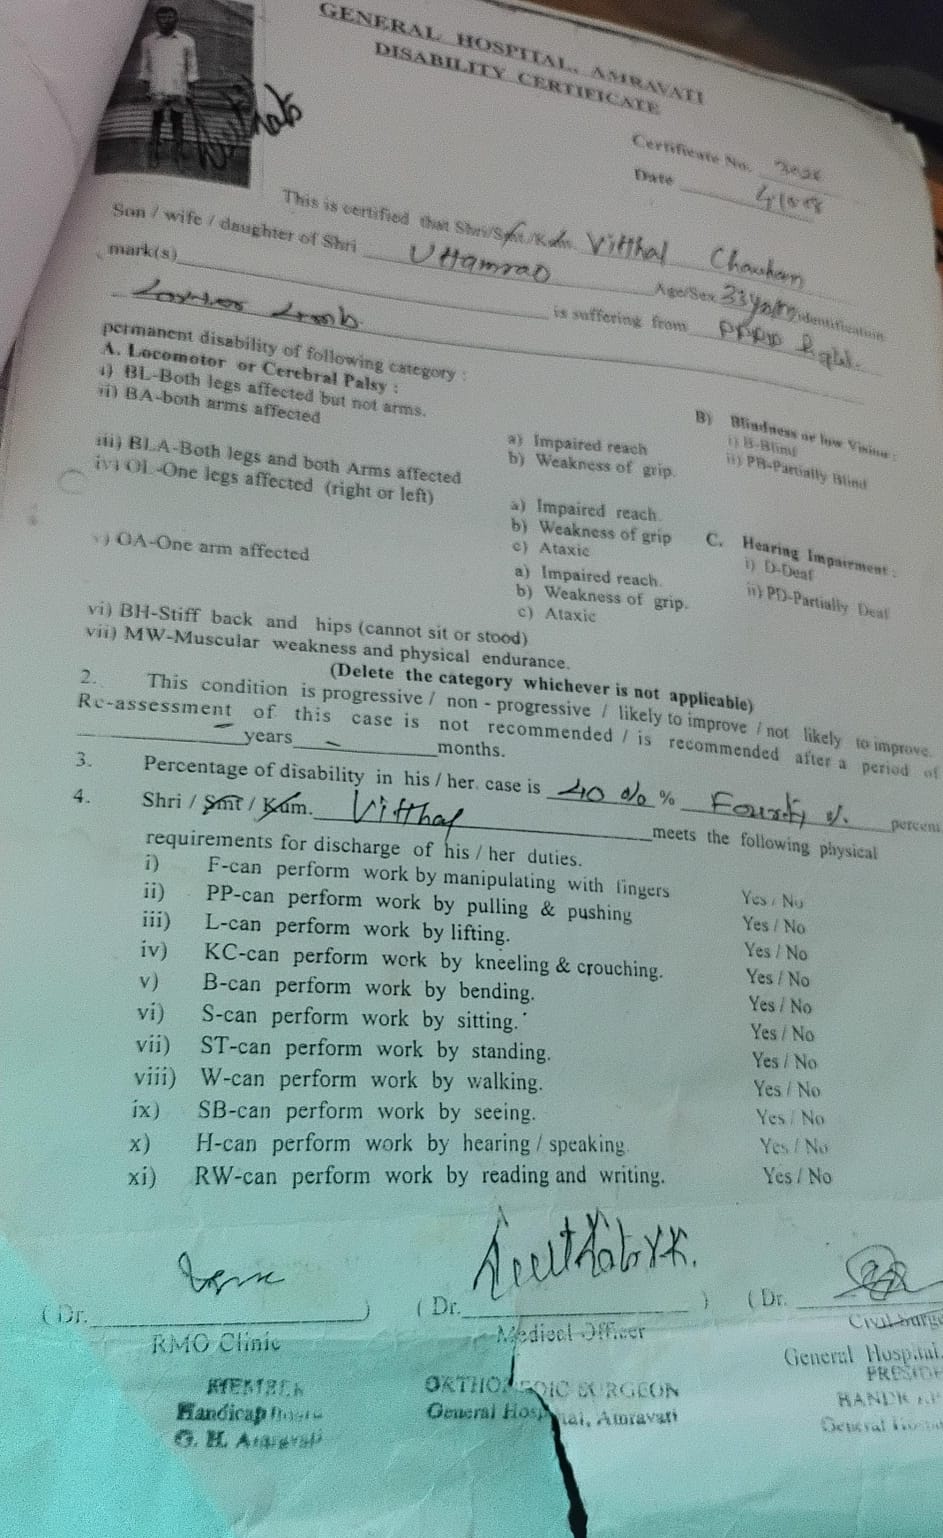 GENERAL HOSPITAL, AMRAVATI
DISABILITY CERTIFICATE
Certificate No.
Date
This is certified that Shri/Smt/Kum. Vitthal Chauhan
Son / wife / daughter of Shri Uttamrao Age/Sex 33 identification
mark(s) is suffering from PPRP Right.
Lower Limb.
permanent disability of following category :
A. Locomotor or Cerebral Palsy :
i) BL-Both legs affected but not arms.
ii) BA-both arms affected
a) Impaired reach
b) Weakness of grip.
B) Blindness or low Vision :
i) B-Blind
ii) PB-Partially Blind
iii) BLA-Both legs and both Arms affected
iv) OL-One legs affected (right or left)
a) Impaired reach
b) Weakness of grip
c) Ataxic
C. Hearing Impairment :
i) D-Deaf
ii) PD-Partially Deaf
v) OA-One arm affected
a) Impaired reach.
b) Weakness of grip.
c) Ataxic
vi) BH-Stiff back and hips (cannot sit or stood)
vii) MW-Muscular weakness and physical endurance.
(Delete the category whichever is not applicable)
2. This condition is progressive / non - progressive / likely to improve / not likely to improve.
Re-assessment of this case is not recommended / is recommended after a period of
years months.
3. Percentage of disability in his / her. case is 40 % % Fourty %. percent
4. Shri / Smt / Kum. Vitthal meets the following physical
requirements for discharge of his / her duties.
i) F-can perform work by manipulating with fingers Yes / No
ii) PP-can perform work by pulling & pushing Yes / No
iii) L-can perform work by lifting. Yes / No
iv) KC-can perform work by kneeling & crouching. Yes / No
v) B-can perform work by bending. Yes / No
vi) S-can perform work by sitting. Yes / No
vii) ST-can perform work by standing. Yes / No
viii) W-can perform work by walking. Yes / No
ix) SB-can perform work by seeing. Yes / No
x) H-can perform work by hearing / speaking. Yes / No
xi) RW-can perform work by reading and writing. Yes / No
( Dr. ) ( Dr. ) ( Dr.
RMO Clinic Medical Officer Civil Surge
MEMBER ORTHOPEDIC SURGEON General Hospital,
Handicap General Hospital, Amravati PRESIDE
G. H. Amravati
General